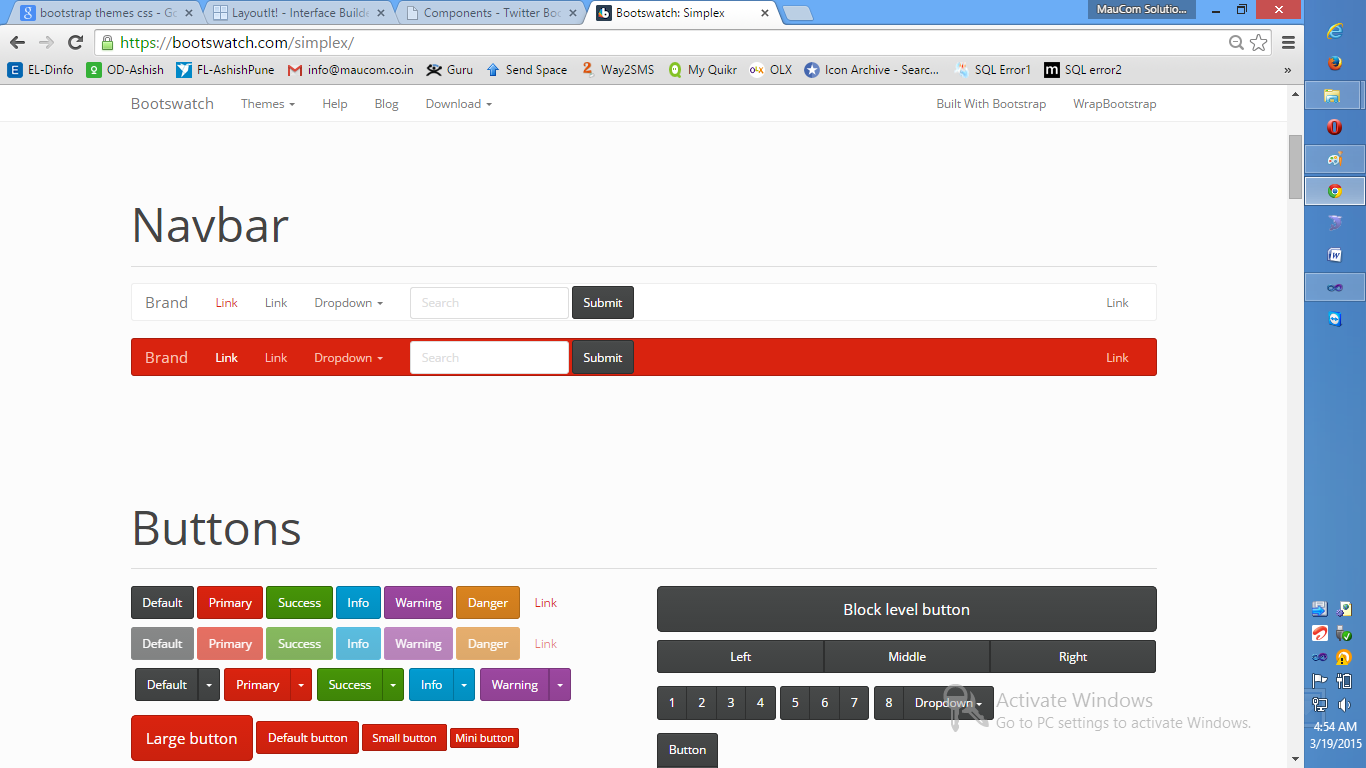 bootstrap themes css - Go
LayoutIt! - Interface Builde
Components - Twitter Boo
Bootswatch: Simplex
MauCom Solutio...
https://bootswatch.com/simplex/
EL-Dinfo OD-Ashish FL-AshishPune info@maucom.co.in Guru Send Space Way2SMS My Quikr OLX Icon Archive - Searc... SQL Error1 SQL error2 »
Bootswatch Themes Help Blog Download Built With Bootstrap WrapBootstrap
Navbar
Brand Link Link Dropdown Search Submit Link
Brand Link Link Dropdown Search Submit Link
Buttons
Default Primary Success Info Warning Danger Link
Default Primary Success Info Warning Danger Link
Default Primary Success Info Warning
Large button Default button Small button Mini button
Block level button
Left Middle Right
1 2 3 4 5 6 7 8 Dropdown
Button
Activate Windows
Go to PC settings to activate Windows.
4:54 AM
3/19/2015